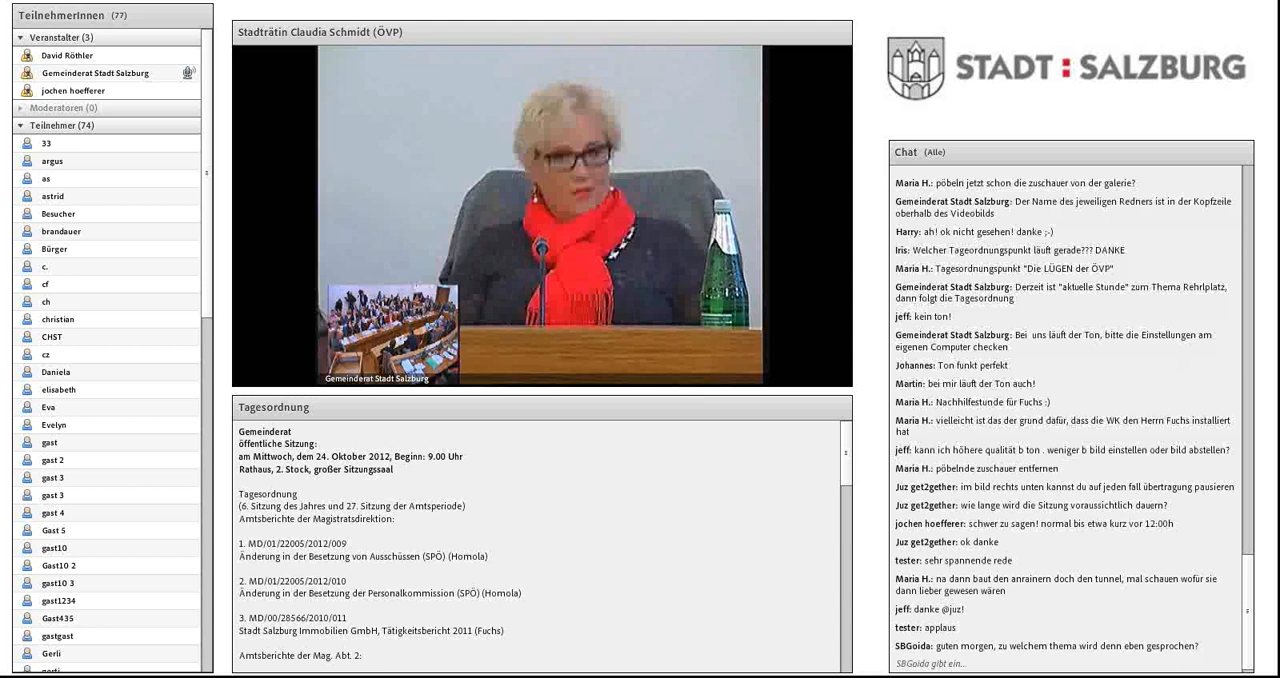 TeilnehmerInnen (77)
Veranstalter (3)
David Röthler
Gemeinderat Stadt Salzburg
jochen hoefferer
Moderatoren (0)
Teilnehmer (74)
33
argus
as
astrid
Besucher
brandauer
Bürger
c.
cf
ch
christian
CHST
cz
Daniela
elisabeth
Eva
Evelyn
gast
gast 2
gast 3
gast 3
gast 4
Gast 5
gast10
Gast10 2
gast10 3
gast1234
Gast435
gastgast
Gerli
Stadträtin Claudia Schmidt (ÖVP)
Gemeinderat Stadt Salzburg
Tagesordnung
Gemeinderat
öffentliche Sitzung:
am Mittwoch, dem 24. Oktober 2012, Beginn: 9.00 Uhr
Rathaus, 2. Stock, großer Sitzungssaal
Tagesordnung
(6. Sitzung des Jahres und 27. Sitzung der Amtsperiode)
Amtsberichte der Magistratsdirektion:
1. MD/01/22005/2012/009
Änderung in der Besetzung von Ausschüssen (SPÖ) (Homola)
2. MD/01/22005/2012/010
Änderung in der Besetzung der Personalkommission (SPÖ) (Homola)
3. MD/00/28566/2010/011
Stadt Salzburg Immobilien GmbH, Tätigkeitsbericht 2011 (Fuchs)
Amtsberichte der Mag. Abt. 2:
STADT : SALZBURG
Chat (Alle)
Maria H.: pöbeln jetzt schon die zuschauer von der galerie?
Gemeinderat Stadt Salzburg: Der Name des jeweiligen Redners ist in der Kopfzeile
oberhalb des Videobilds
Harry: ah! ok nicht gesehen! danke ;-)
Iris: Welcher Tageordnungspunkt läuft gerade??? DANKE
Maria H.: Tagesordnungspunkt "Die LÜGEN der ÖVP"
Gemeinderat Stadt Salzburg: Derzeit ist "aktuelle Stunde" zum Thema Rehrlplatz,
dann folgt die Tagesordnung
jeff: kein ton!
Gemeinderat Stadt Salzburg: Bei uns läuft der Ton, bitte die Einstellungen am
eigenen Computer checken
Johannes: Ton funkt perfekt
Martin: bei mir läuft der Ton auch!
Maria H.: Nachhilfestunde für Fuchs :)
Maria H.: vielleicht ist das der grund dafür, dass die WK den Herrn Fuchs installiert
hat
jeff: kann ich höhere qualität b ton . weniger b bild einstellen oder bild abstellen?
Maria H.: pöbelnde zuschauer entfernen
Juz get2gether: im bild rechts unten kannst du auf jeden fall übertragung pausieren
Juz get2gether: wie lange wird die Sitzung voraussichtlich dauern?
jochen hoefferer: schwer zu sagen! normal bis etwa kurz vor 12:00h
Juz get2gether: ok danke
tester: sehr spannende rede
Maria H.: na dann baut den anrainern doch den tunnel, mal schauen wofür sie
dann lieber gewesen wären
jeff: danke @juz!
tester: applaus
SBGoida: guten morgen, zu welchem thema wird denn eben gesprochen?
SBGoida gibt ein...